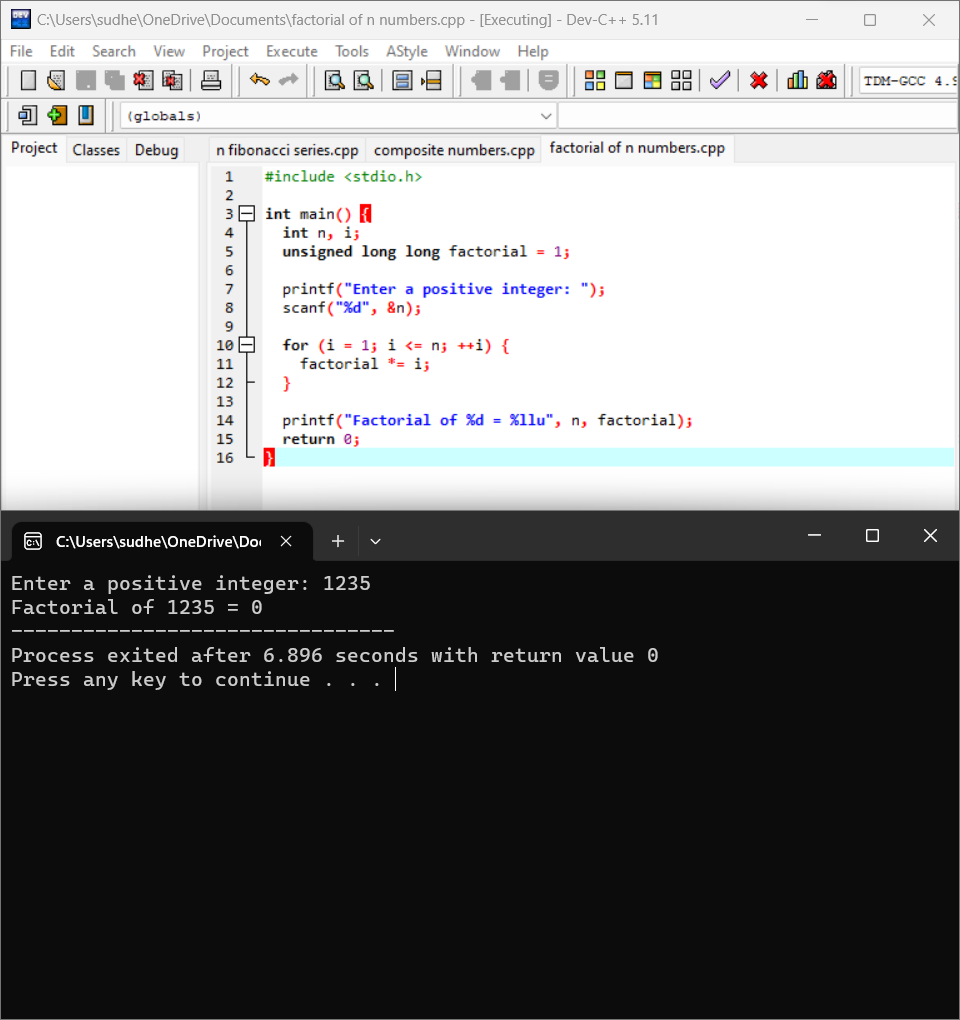 C:\Users\sudhe\OneDrive\Documents\factorial of n numbers.cpp - [Executing] - Dev-C++ 5.11
File Edit Search View Project Execute Tools AStyle Window Help
TDM-GCC 4.9
(globals)
Project Classes Debug
n fibonacci series.cpp composite numbers.cpp factorial of n numbers.cpp
1 #include <stdio.h>
2
3 int main() {
4 int n, i;
5 unsigned long long factorial = 1;
6
7 printf("Enter a positive integer: ");
8 scanf("%d", &n);
9
10 for (i = 1; i <= n; ++i) {
11 factorial *= i;
12 }
13
14 printf("Factorial of %d = %llu", n, factorial);
15 return 0;
16 }
C:\Users\sudhe\OneDrive\Do
Enter a positive integer: 1235
Factorial of 1235 = 0
--------------------------------
Process exited after 6.896 seconds with return value 0
Press any key to continue . . .